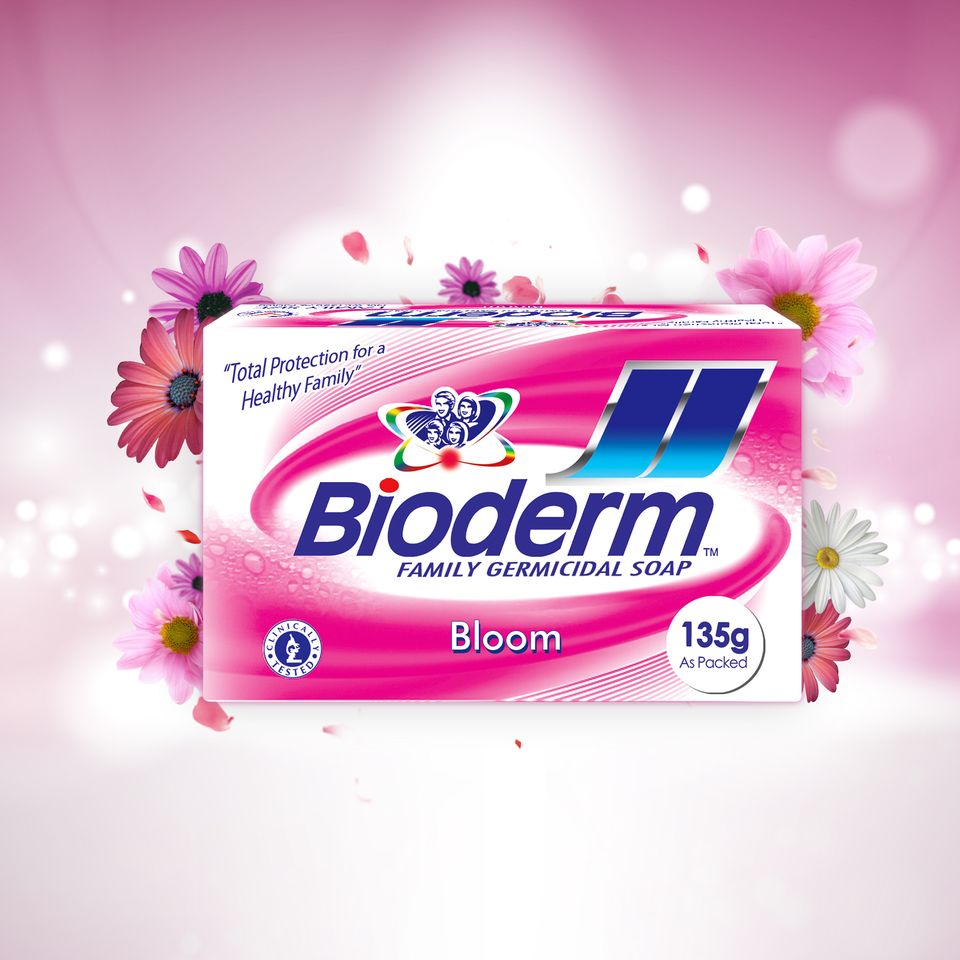 "Total Protection for a
Healthy Family"
Bioderm™
FAMILY GERMICIDAL SOAP
Bloom
CLINICALLY
TESTED
135g
As Packed